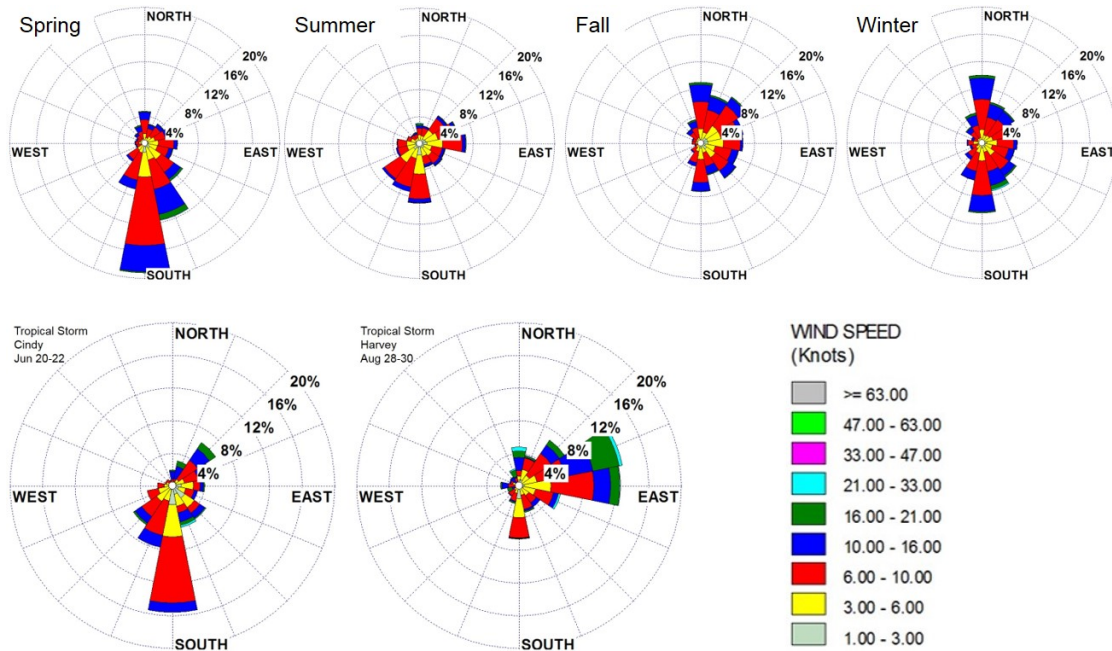 Spring
NORTH
20%
16%
12%
8%
4%
WEST
EAST
SOUTH
Summer
NORTH
20%
16%
12%
8%
4%
WEST
EAST
SOUTH
Fall
NORTH
20%
16%
12%
8%
4%
WEST
EAST
SOUTH
Winter
NORTH
20%
16%
12%
8%
4%
WEST
EAST
SOUTH
Tropical Storm
Cindy
Jun 20-22
NORTH
20%
16%
12%
8%
4%
WEST
EAST
SOUTH
Tropical Storm
Harvey
Aug 28-30
NORTH
20%
16%
12%
8%
4%
WEST
EAST
SOUTH
WIND SPEED
(Knots)
>= 63.00
47.00 - 63.00
33.00 - 47.00
21.00 - 33.00
16.00 - 21.00
10.00 - 16.00
6.00 - 10.00
3.00 - 6.00
1.00 - 3.00